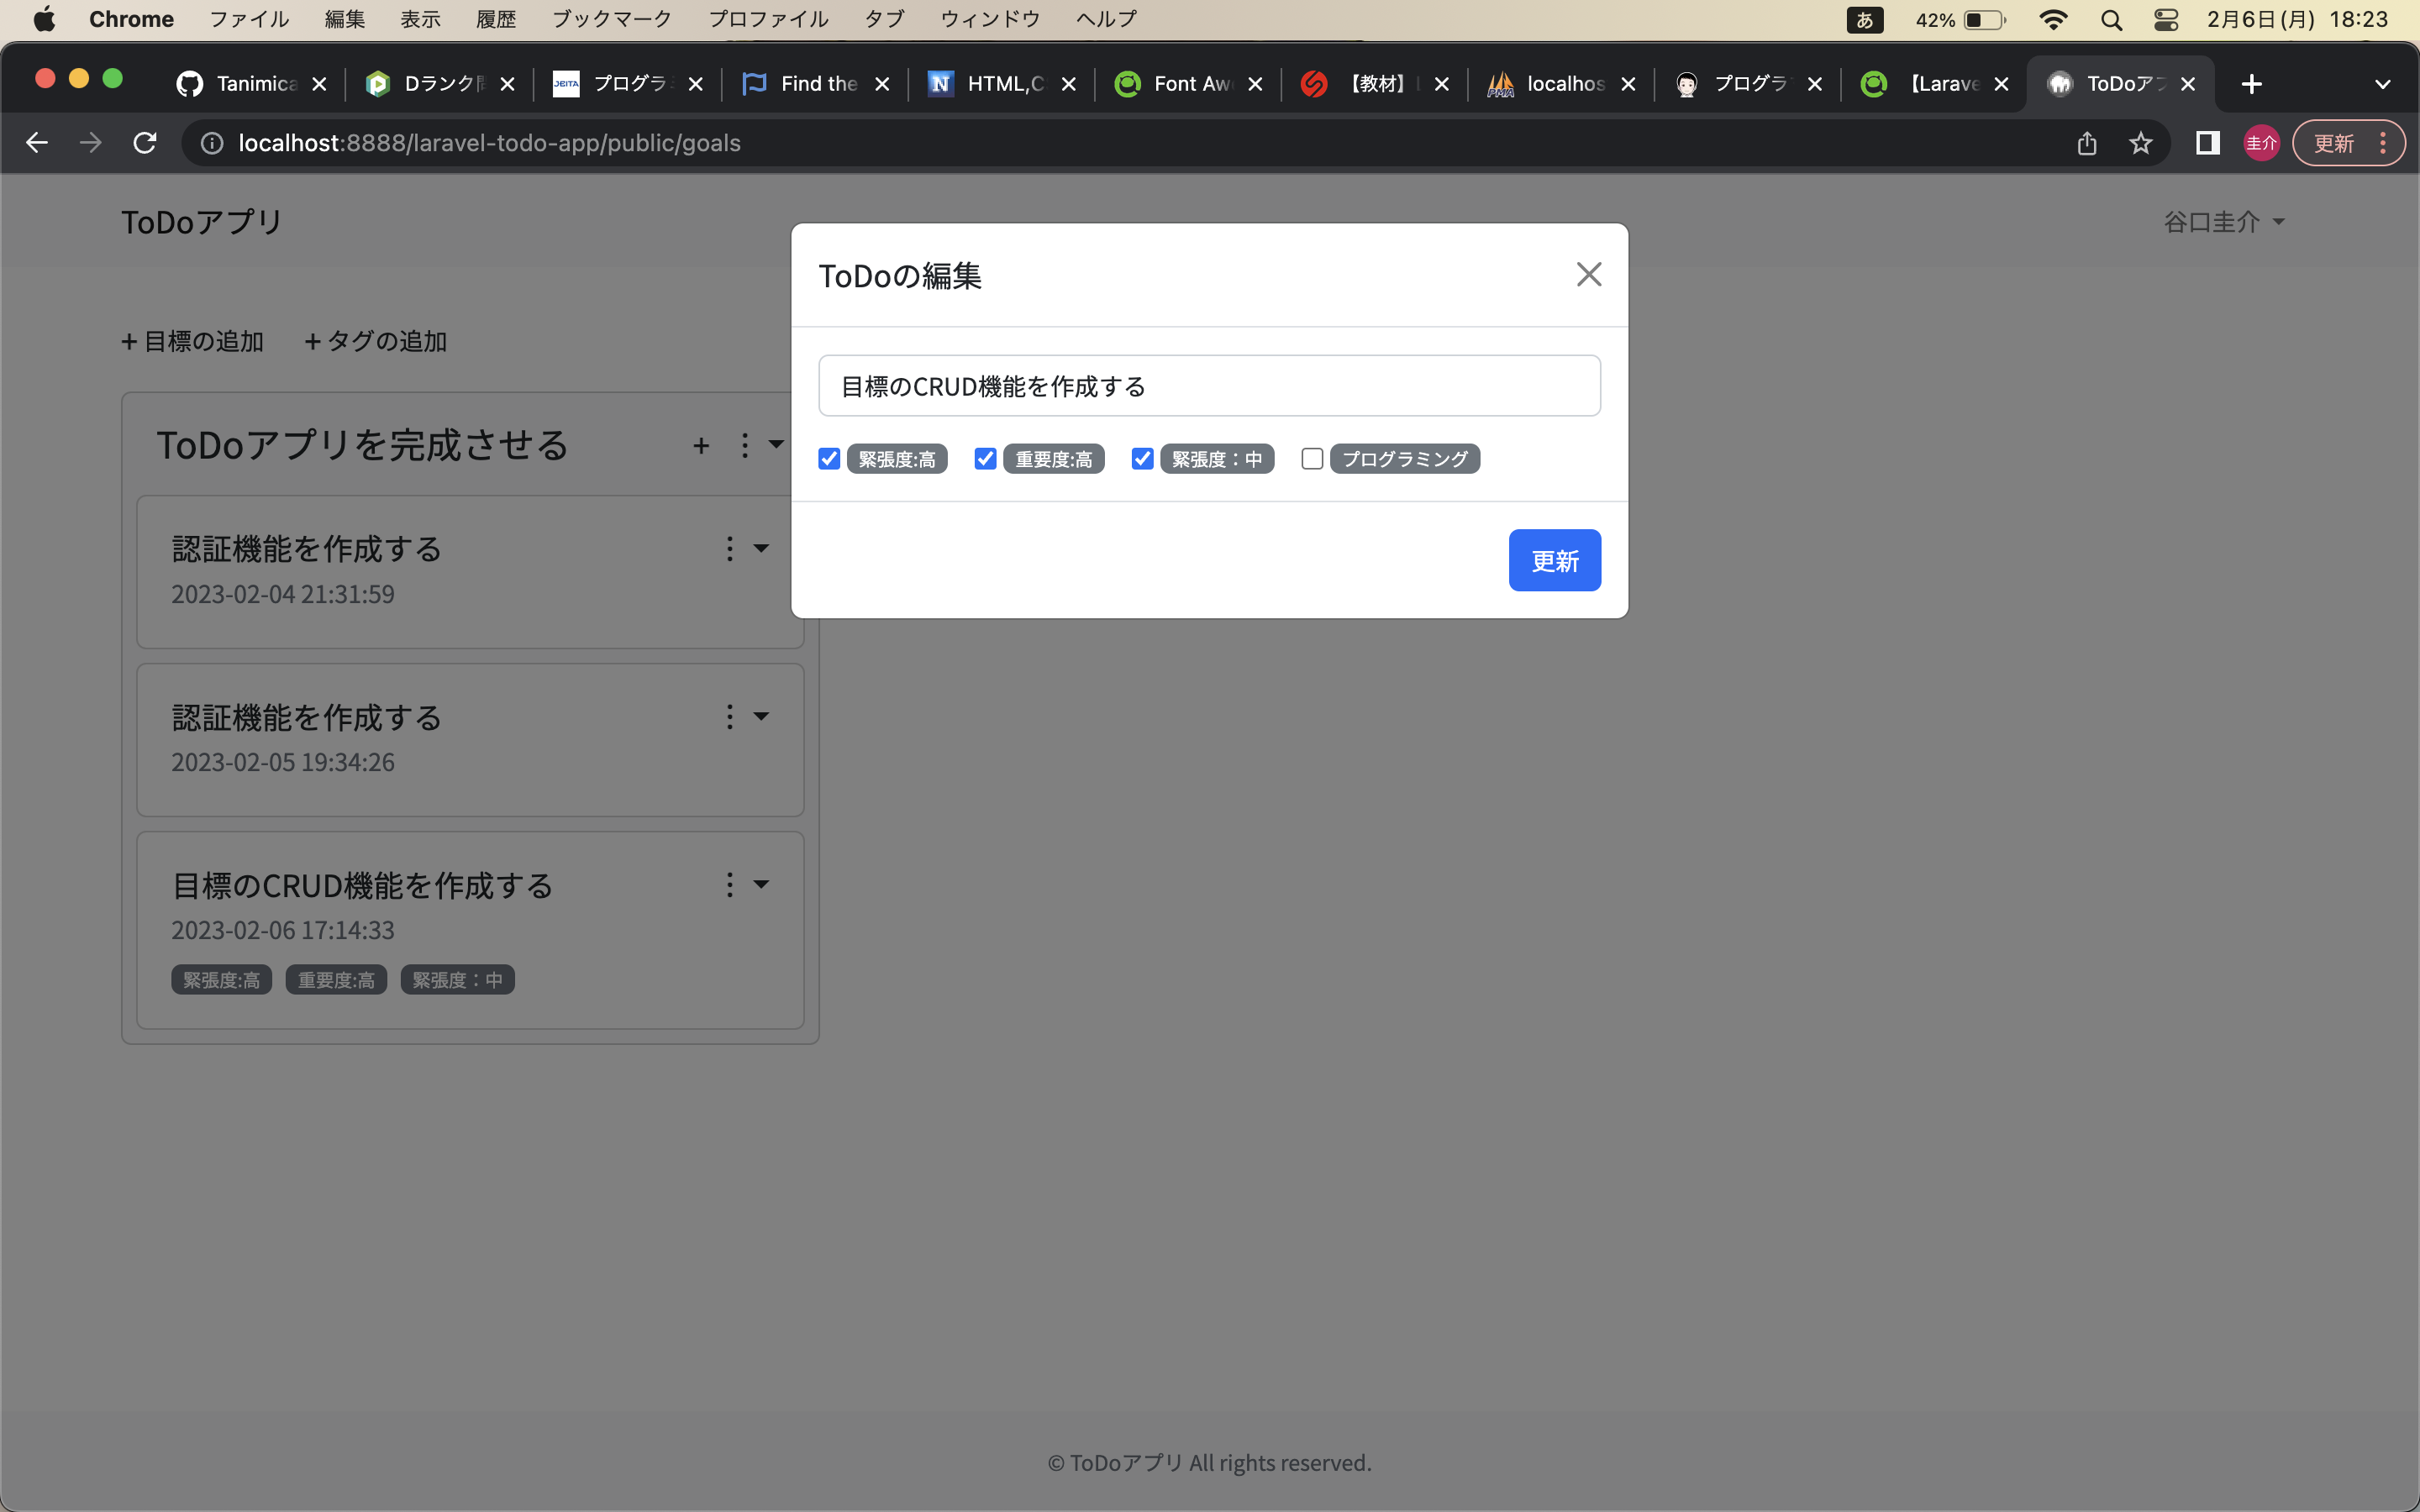 Chrome ファイル 編集 表示 履歴 ブックマーク プロファイル タブ ウィンドウ ヘルプ あ 42% 2月6日(月) 18:23
Tanimica Dランク問 JEITA プログラミ Find the N HTML,C Font Aw 【教材】L PMA localhos プログラ 【Larave ToDoアプ
localhost:8888/laravel-todo-app/public/goals 圭介 更新
ToDoアプリ 谷口圭介
+ 目標の追加 + タグの追加
ToDoアプリを完成させる +
認証機能を作成する
2023-02-04 21:31:59
認証機能を作成する
2023-02-05 19:34:26
目標のCRUD機能を作成する
2023-02-06 17:14:33
緊張度:高 重要度:高 緊張度：中
ToDoの編集
目標のCRUD機能を作成する
緊張度:高 重要度:高 緊張度：中 プログラミング
更新
© ToDoアプリ All rights reserved.